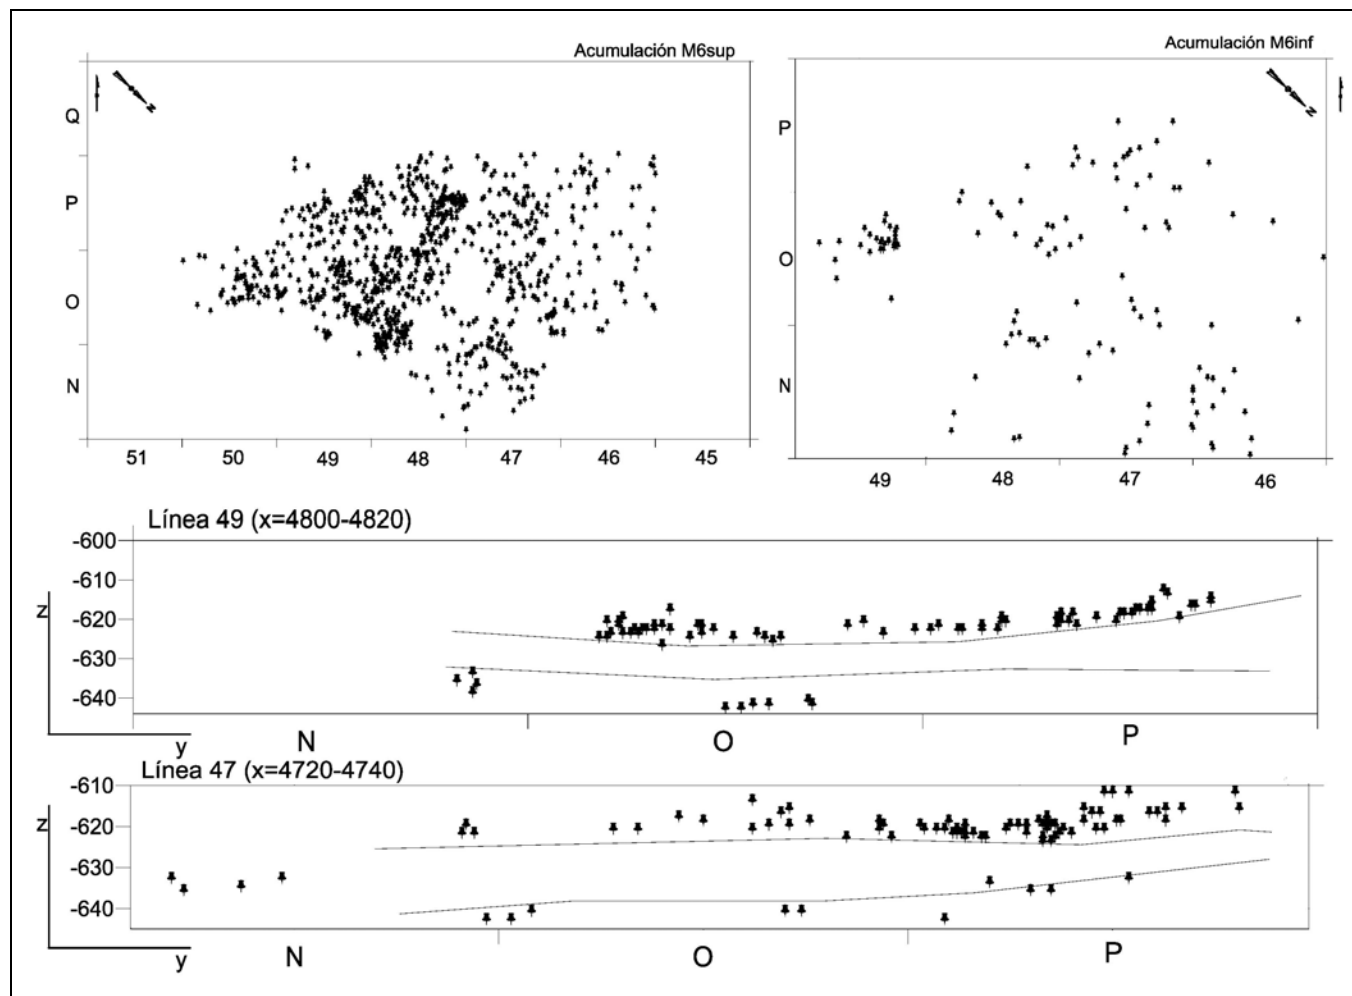 Acumulación M6sup
Acumulación M6inf
N
N
Q
P
O
N
51 50 49 48 47 46 45
P
O
N
49 48 47 46
Línea 49 (x=4800-4820)
-600
-610
-620
-630
-640
z
y
N O P
Línea 47 (x=4720-4740)
-610
-620
-630
-640
z
y
N O P